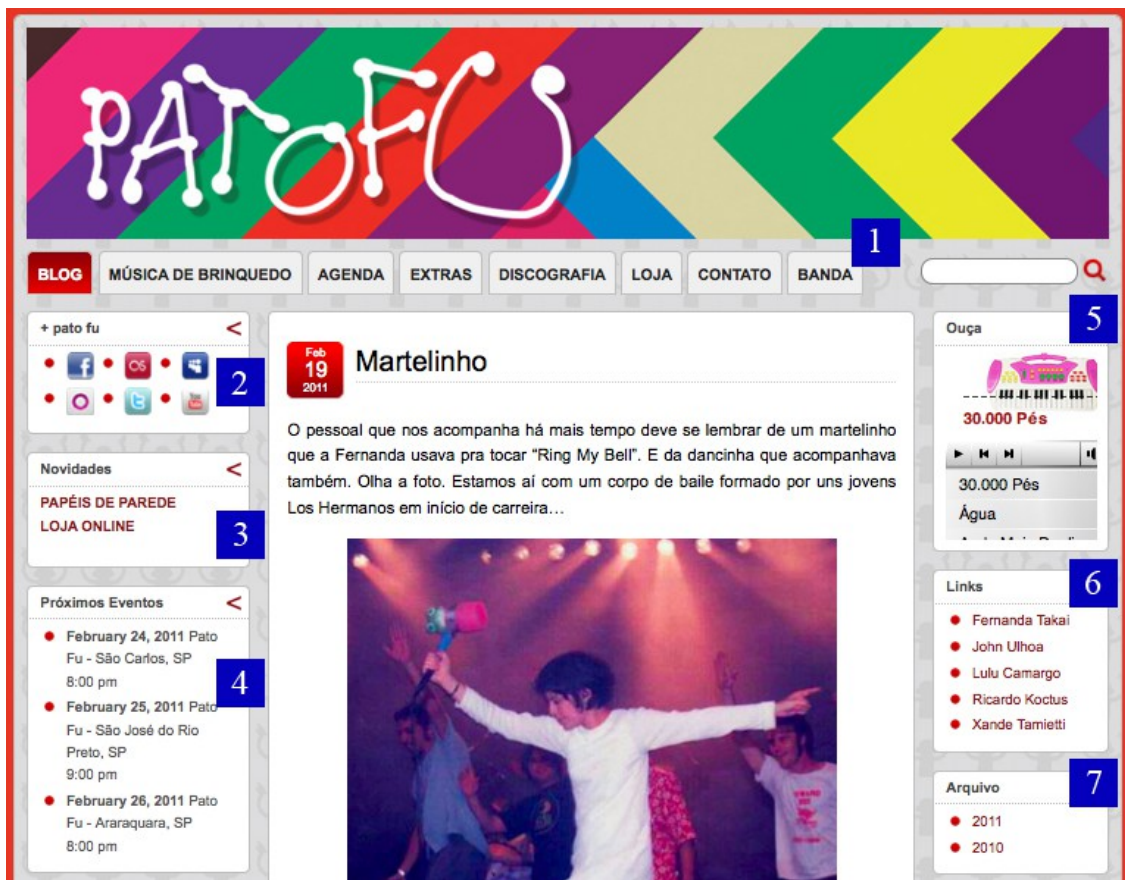 PATO FU
1
BLOG MÚSICA DE BRINQUEDO AGENDA EXTRAS DISCOGRAFIA LOJA CONTATO BANDA
+ pato fu <
2
Novidades <
PAPÉIS DE PAREDE
LOJA ONLINE
3
Próximos Eventos <
February 24, 2011 Pato
Fu - São Carlos, SP
8:00 pm
4
February 25, 2011 Pato
Fu - São José do Rio
Preto, SP
9:00 pm
February 26, 2011 Pato
Fu - Araraquara, SP
8:00 pm
Feb
19
2011
Martelinho
O pessoal que nos acompanha há mais tempo deve se lembrar de um martelinho
que a Fernanda usava pra tocar “Ring My Bell”. E da dancinha que acompanhava
também. Olha a foto. Estamos aí com um corpo de baile formado por uns jovens
Los Hermanos em início de carreira…
Ouça
5
30.000 Pés
30.000 Pés
Água
Links
6
Fernanda Takai
John Ulhoa
Lulu Camargo
Ricardo Koctus
Xande Tamietti
Arquivo
7
2011
2010